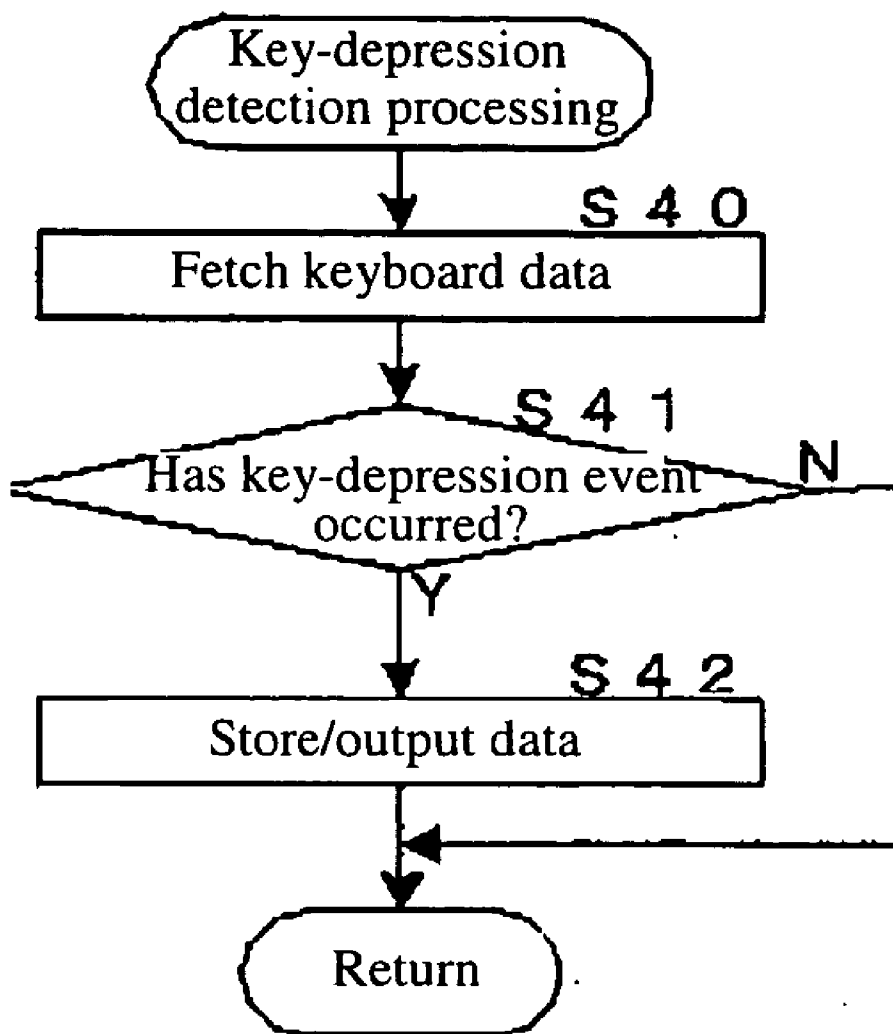 Key-depression
detection processing
S 4 0
Fetch keyboard data
S 4 1
N
Has key-depression event
occurred?
Y
S 4 2
Store/output data
Return